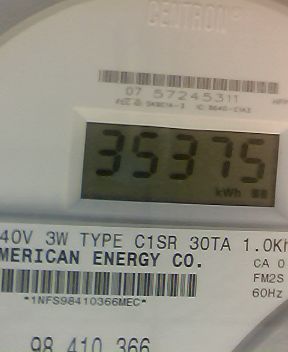 CENTRON®
07 57245311
35375
kWh
40V 3W TYPE C1SR 30TA 1.0Kh
MERICAN ENERGY CO.
CA 0
FM2S
*1NFS98410366MEC*
60Hz
98 410 366